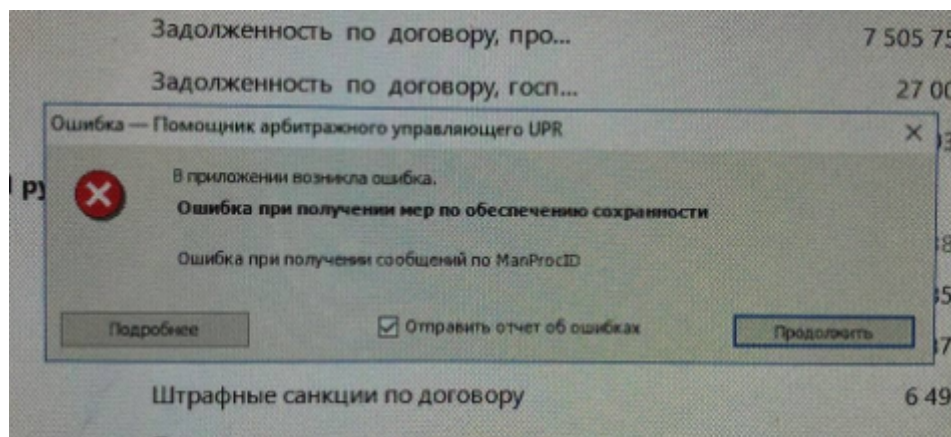 Задолженность по договору, про... 7 505 75
Задолженность по договору, госп... 27 00
Ошибка — Помощник арбитражного управляющего UPR
В приложении возникла ошибка.
Ошибка при получении мер по обеспечению сохранности
Ошибка при получении сообщений по ManProcID
Подробнее Отправить отчет об ошибках Продолжить
Штрафные санкции по договору 6 49